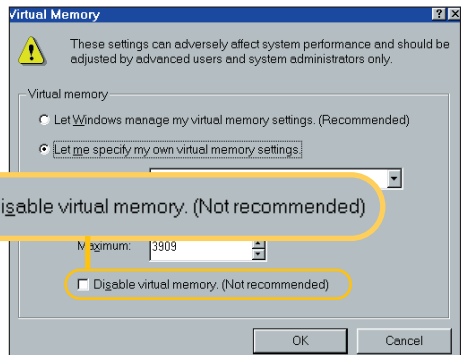 Virtual Memory
These settings can adversely affect system performance and should be
adjusted by advanced users and system administrators only.
Virtual memory
Let Windows manage my virtual memory settings. (Recommended)
Let me specify my own virtual memory settings.
isable virtual memory. (Not recommended)
Maximum: 3909
Disable virtual memory. (Not recommended)
OK Cancel